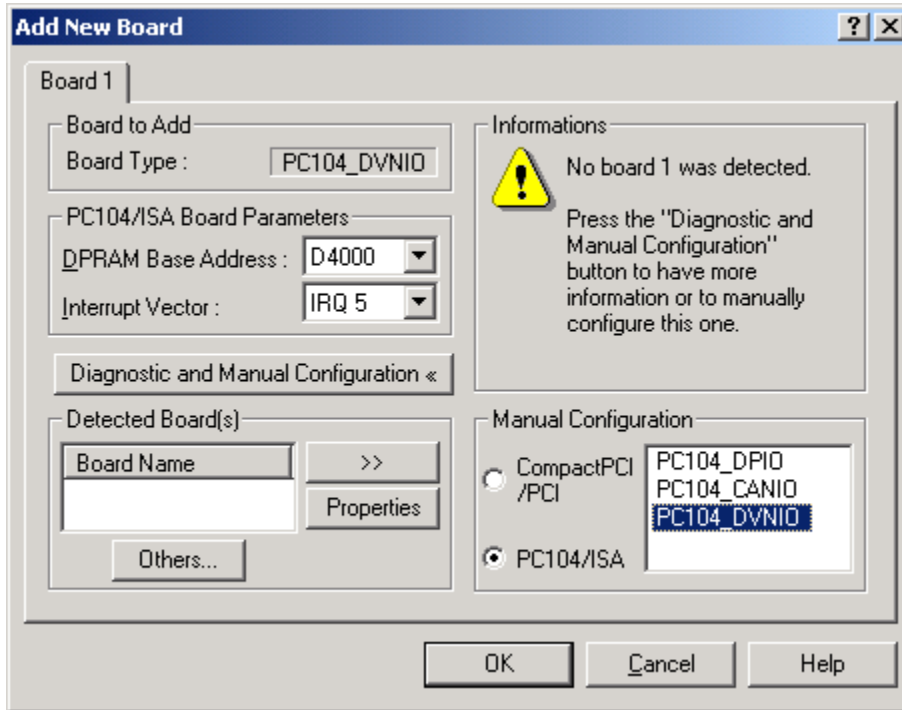 Add New Board
Board 1
Board to Add
Board Type :
PC104_DVNIO
PC104/ISA Board Parameters
DPRAM Base Address :
D4000
Interrupt Vector :
IRQ 5
Diagnostic and Manual Configuration «
Detected Board(s)
Board Name
>>
Properties
Others...
Informations
No board 1 was detected.
Press the "Diagnostic and
Manual Configuration"
button to have more
information or to manually
configure this one.
Manual Configuration
CompactPCI
/PCI
PC104/ISA
PC104_DPIO
PC104_CANIO
PC104_DVNIO
OK
Cancel
Help